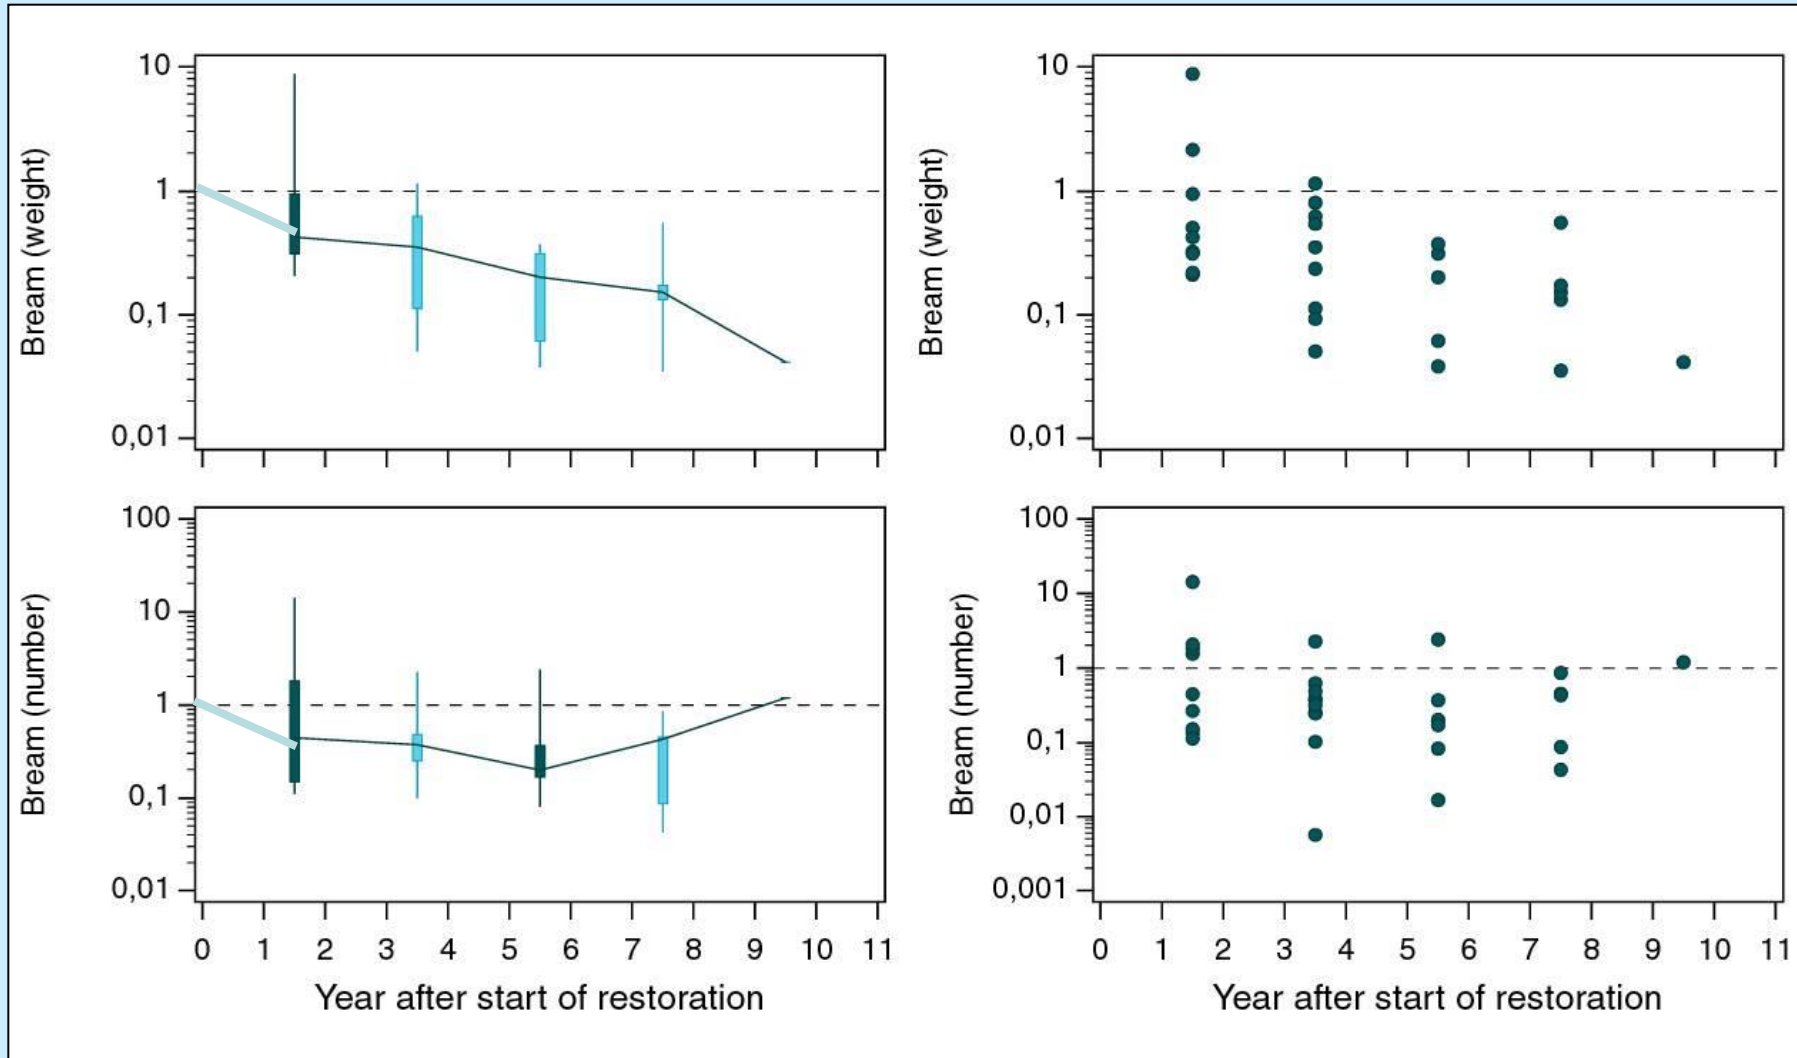 10
1
0,1
0,01
Bream (weight)
10
1
0,1
0,01
Bream (weight)
100
10
1
0,1
0,01
Bream (number)
0 1 2 3 4 5 6 7 8 9 10 11
Year after start of restoration
100
10
1
0,1
0,01
0,001
Bream (number)
0 1 2 3 4 5 6 7 8 9 10 11
Year after start of restoration